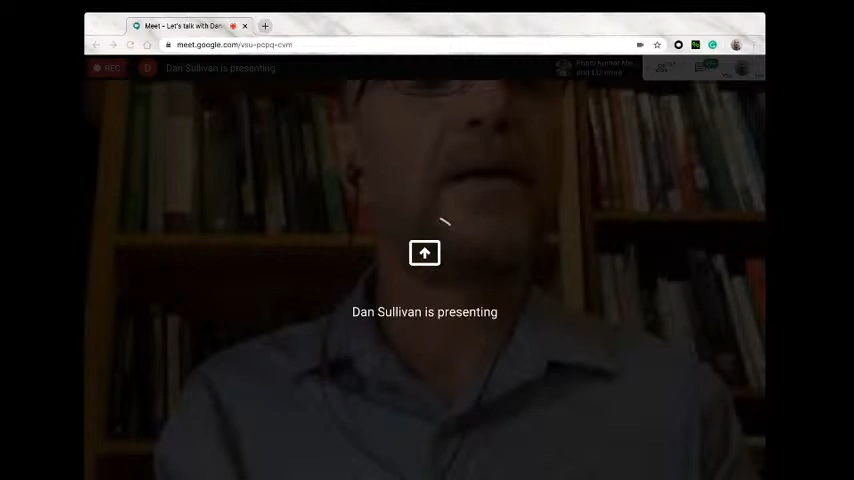 Meet - Let's talk with Dan
meet.google.com/vsu-pcpq-cvm
REC
D
Dan Sullivan is presenting
Dan Sullivan is presenting